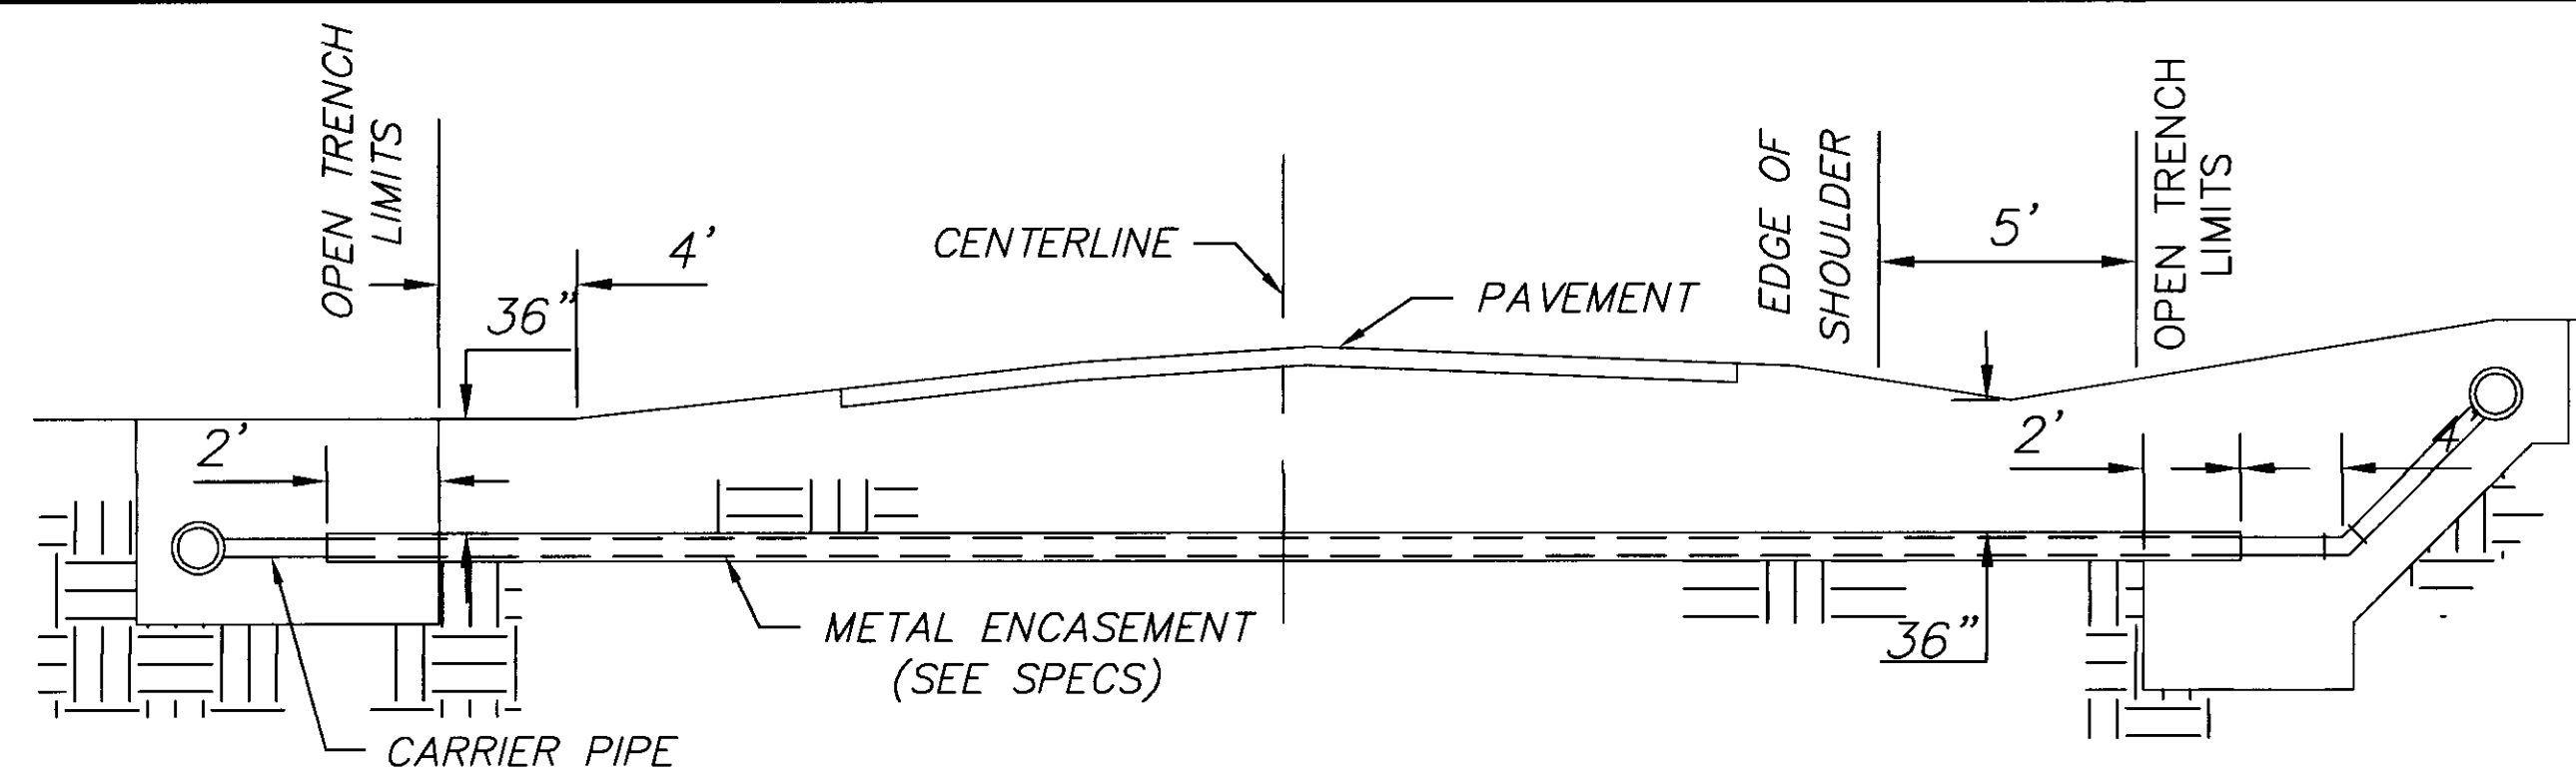 OPEN TRENCH
LIMITS
4'
36"
CENTERLINE
PAVEMENT
EDGE OF
SHOULDER
5'
OPEN TRENCH
LIMITS
2'
2'
4'
METAL ENCASEMENT
(SEE SPECS)
36"
CARRIER PIPE